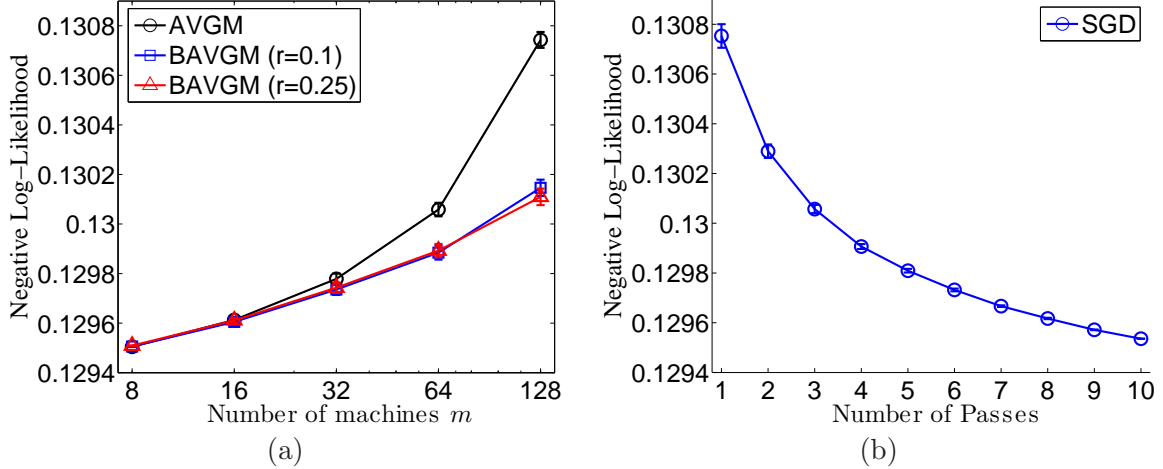 AVGM
BAVGM (r=0.1)
BAVGM (r=0.25)
0.1308
0.1306
0.1304
0.1302
0.13
0.1298
0.1296
0.1294
Negative Log−Likelihood
8 16 32 64 128
Number of machines m
(a)
SGD
0.1308
0.1306
0.1304
0.1302
0.13
0.1298
0.1296
0.1294
Negative Log−Likelihood
1 2 3 4 5 6 7 8 9 10
Number of Passes
(b)